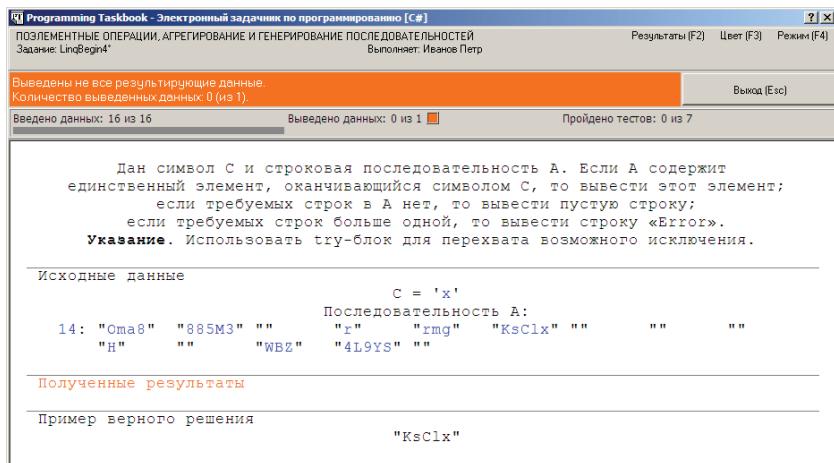 Programming Taskbook - Электронный задачник по программированию [C#]
ПОЭЛЕМЕНТНЫЕ ОПЕРАЦИИ, АГРЕГИРОВАНИЕ И ГЕНЕРИРОВАНИЕ ПОСЛЕДОВАТЕЛЬНОСТЕЙ
Результаты (F2) Цвет (F3) Режим (F4)
Задание: LinqBegin4° Выполняет: Иванов Петр
Выведены не все результирующие данные.
Количество выведенных данных: 0 (из 1).
Выход (Esc)
Введено данных: 16 из 16 Выведено данных: 0 из 1 Пройдено тестов: 0 из 7
Дан символ C и строковая последовательность A. Если A содержит
единственный элемент, оканчивающийся символом C, то вывести этот элемент;
если требуемых строк в A нет, то вывести пустую строку;
если требуемых строк больше одной, то вывести строку «Error».
Указание. Использовать try-блок для перехвата возможного исключения.
Исходные данные
C = 'x'
Последовательность A:
14: "Oma8" "885M3" "" "r" "rmg" "KsClx" "" "" ""
"H" "" "WBZ" "4L9YS" ""
Полученные результаты
Пример верного решения
"KsClx"